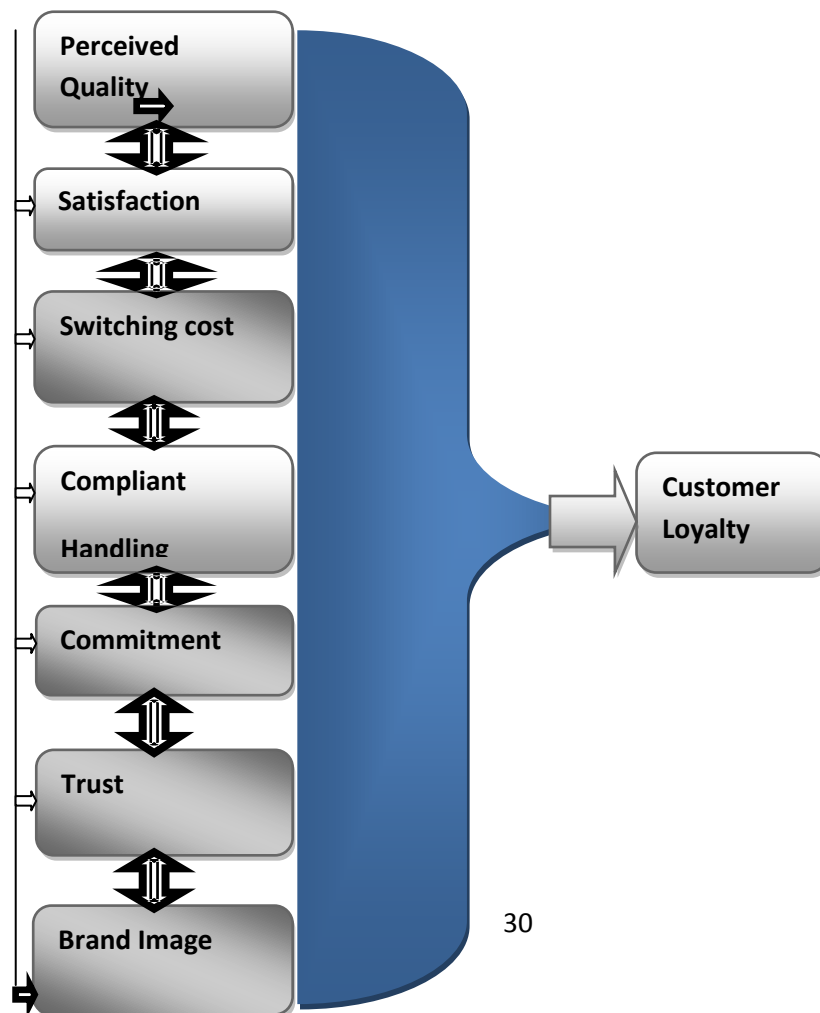 Perceived
Quality
Satisfaction
Switching cost
Compliant
Handling
Customer
Loyalty
Commitment
Trust
30
Brand Image